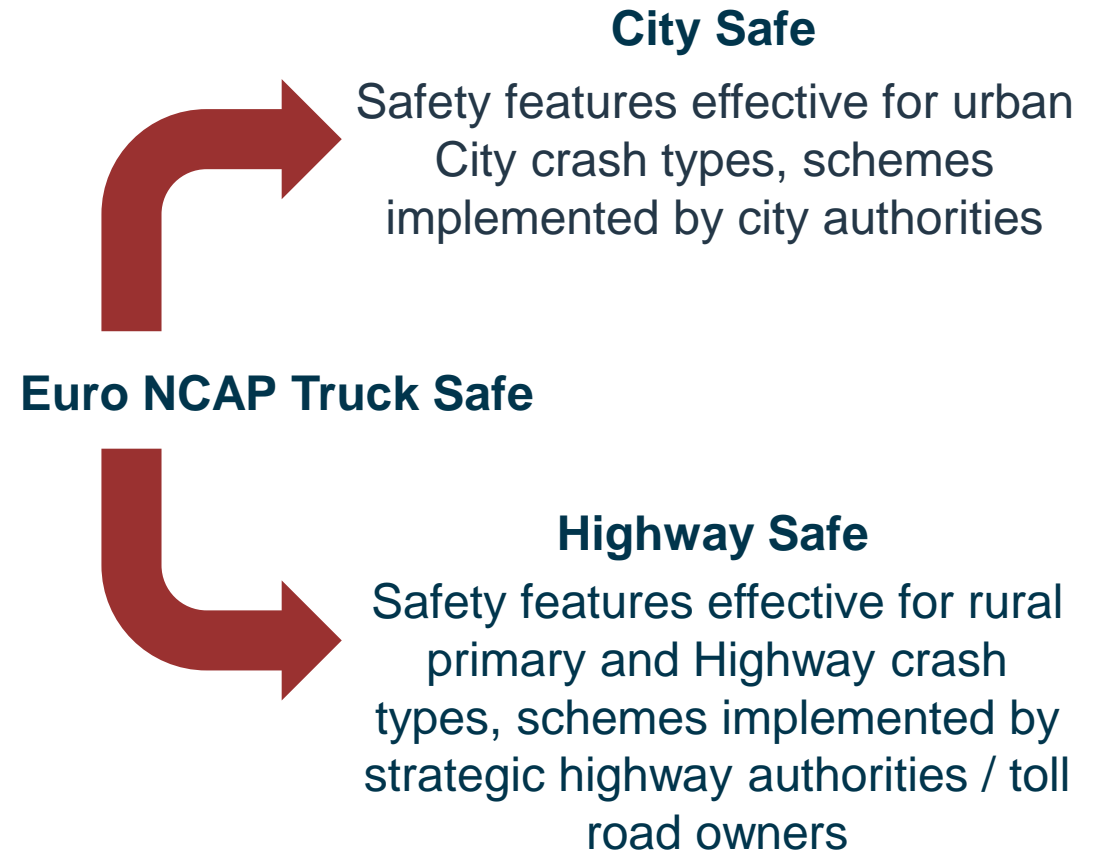 City Safe
Safety features effective for urban
City crash types, schemes
implemented by city authorities
Euro NCAP Truck Safe
Highway Safe
Safety features effective for rural
primary and Highway crash
types, schemes implemented by
strategic highway authorities / toll
road owners